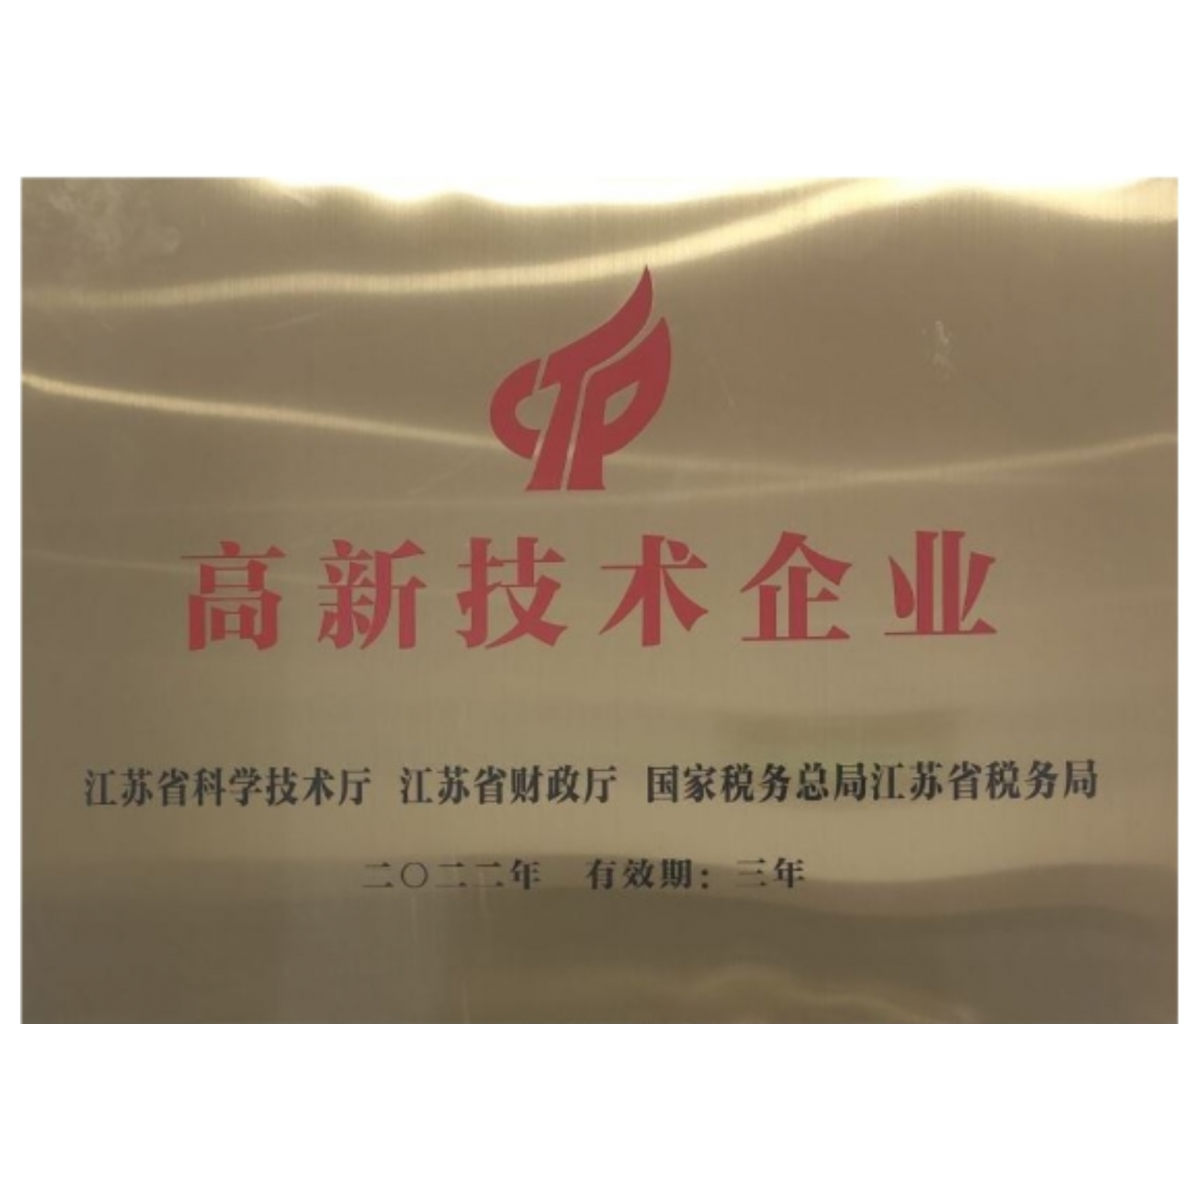 高新技术企业
江苏省科学技术厅 江苏省财政厅 国家税务总局江苏省税务局
二〇二二年 有效期：三年